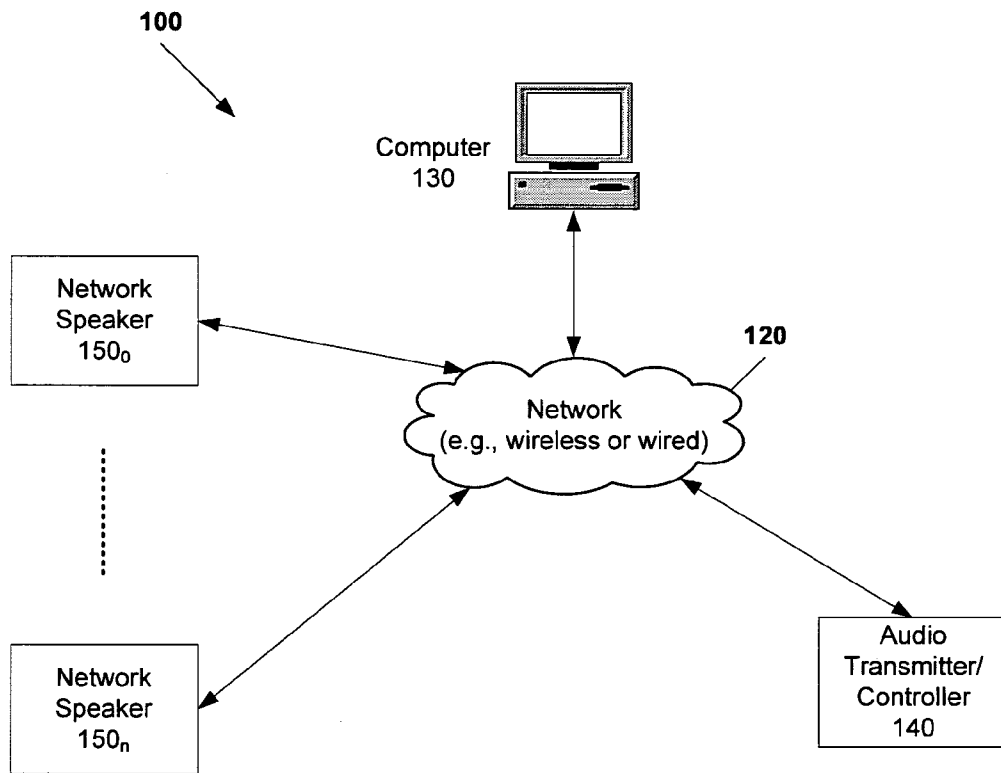 100
Computer
130
Network
Speaker
150₀
120
Network
(e.g., wireless or wired)
Network
Speaker
150ₙ
Audio
Transmitter/
Controller
140